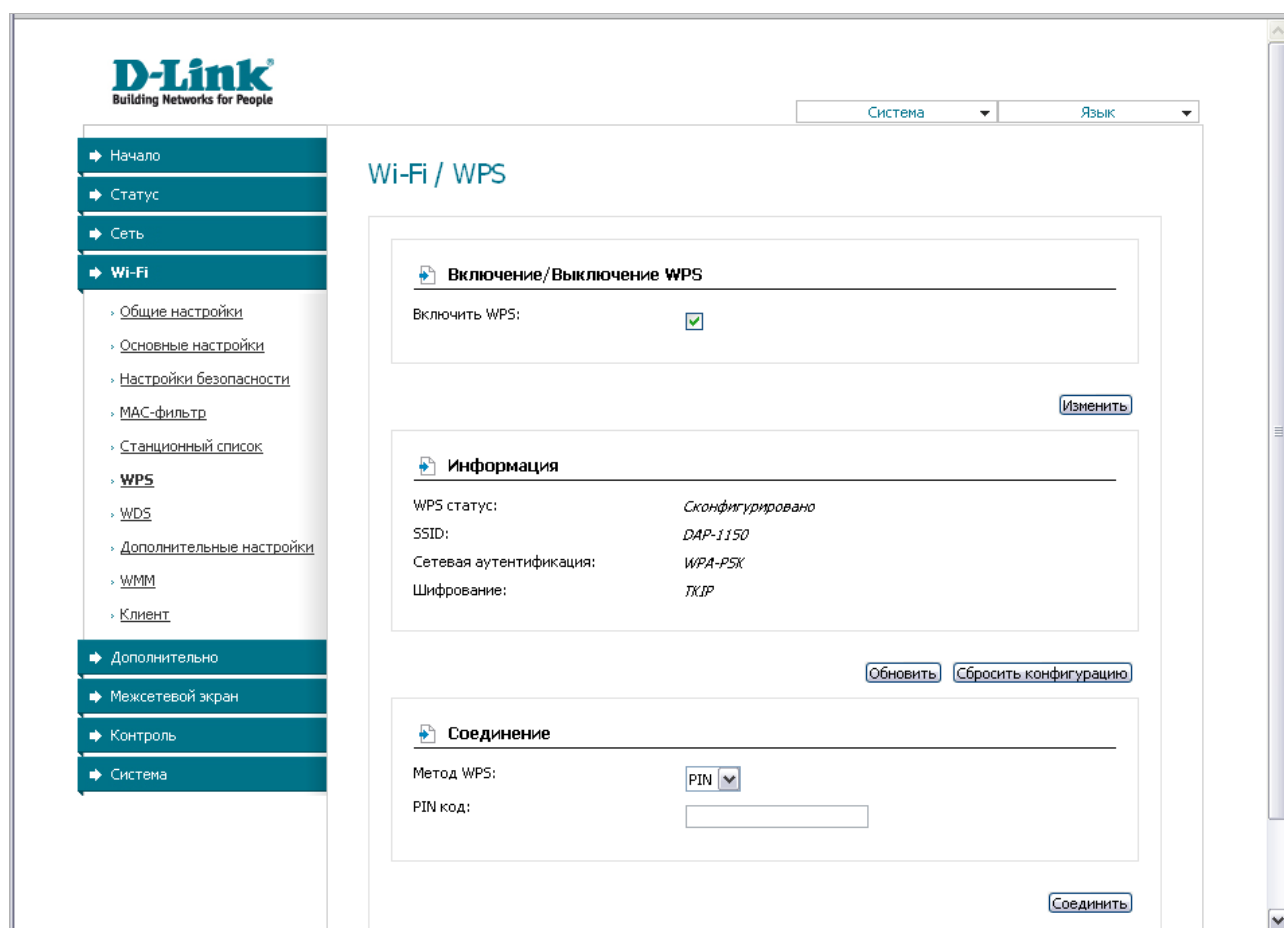 D-Link
Building Networks for People
Система
Язык
Начало
Статус
Сеть
Wi-Fi
Общие настройки
Основные настройки
Настройки безопасности
MAC-фильтр
Станционный список
WPS
WDS
Дополнительные настройки
WMM
Клиент
Дополнительно
Межсетевой экран
Контроль
Система
Wi-Fi / WPS
Включение/Выключение WPS
Включить WPS:
Изменить
Информация
WPS статус: Сконфигурировано
SSID: DAP-1150
Сетевая аутентификация: WPA-PSK
Шифрование: TKIP
Обновить Сбросить конфигурацию
Соединение
Метод WPS: PIN
PIN код:
Соединить